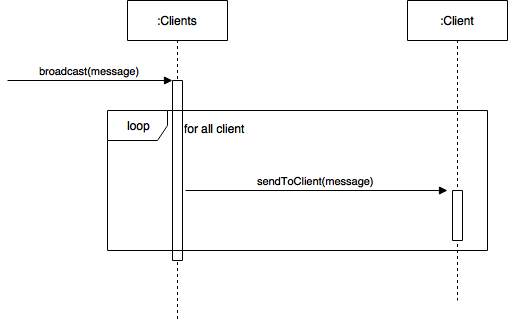 :Clients
:Client
broadcast(message)
loop
for all client
sendToClient(message)